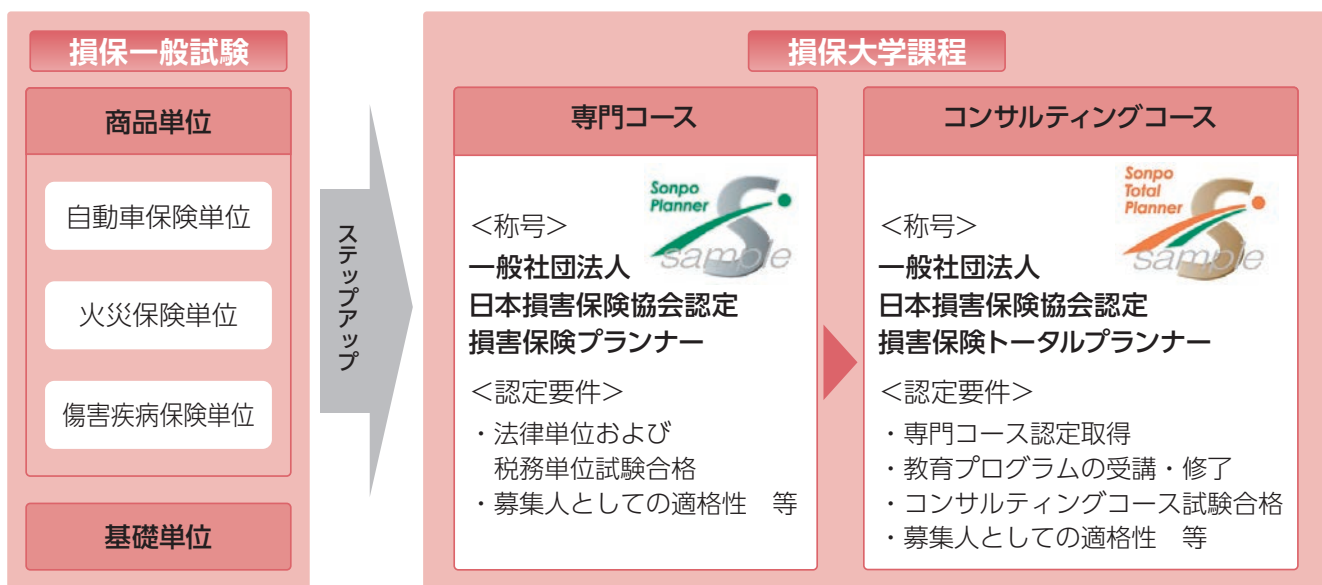 損保一般試験
商品単位
自動車保険単位
火災保険単位
傷害疾病保険単位
基礎単位
ステップアップ
損保大学課程
専門コース
Sonpo
Planner
sample
<称号>
一般社団法人
日本損害保険協会認定
損害保険プランナー
<認定要件>
・法律単位および
税務単位試験合格
・募集人としての適格性　等
コンサルティングコース
Sonpo
Total
Planner
sample
<称号>
一般社団法人
日本損害保険協会認定
損害保険トータルプランナー
<認定要件>
・専門コース認定取得
・教育プログラムの受講・修了
・コンサルティングコース試験合格
・募集人としての適格性　等